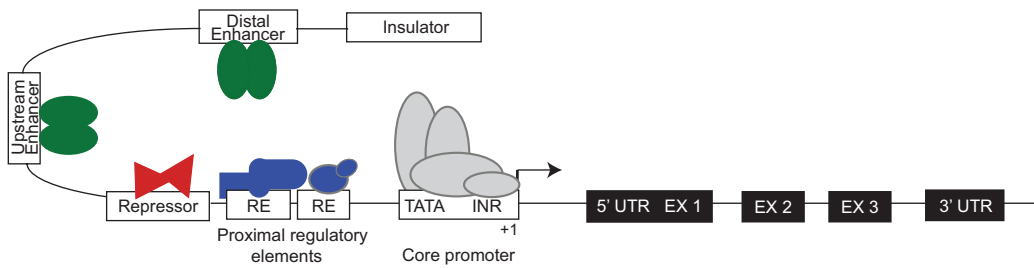 Distal
Enhancer
Insulator
Upstream
Enhancer
Repressor
RE
RE
TATA INR
+1
5' UTR EX 1
EX 2
EX 3
3' UTR
Proximal regulatory
elements
Core promoter